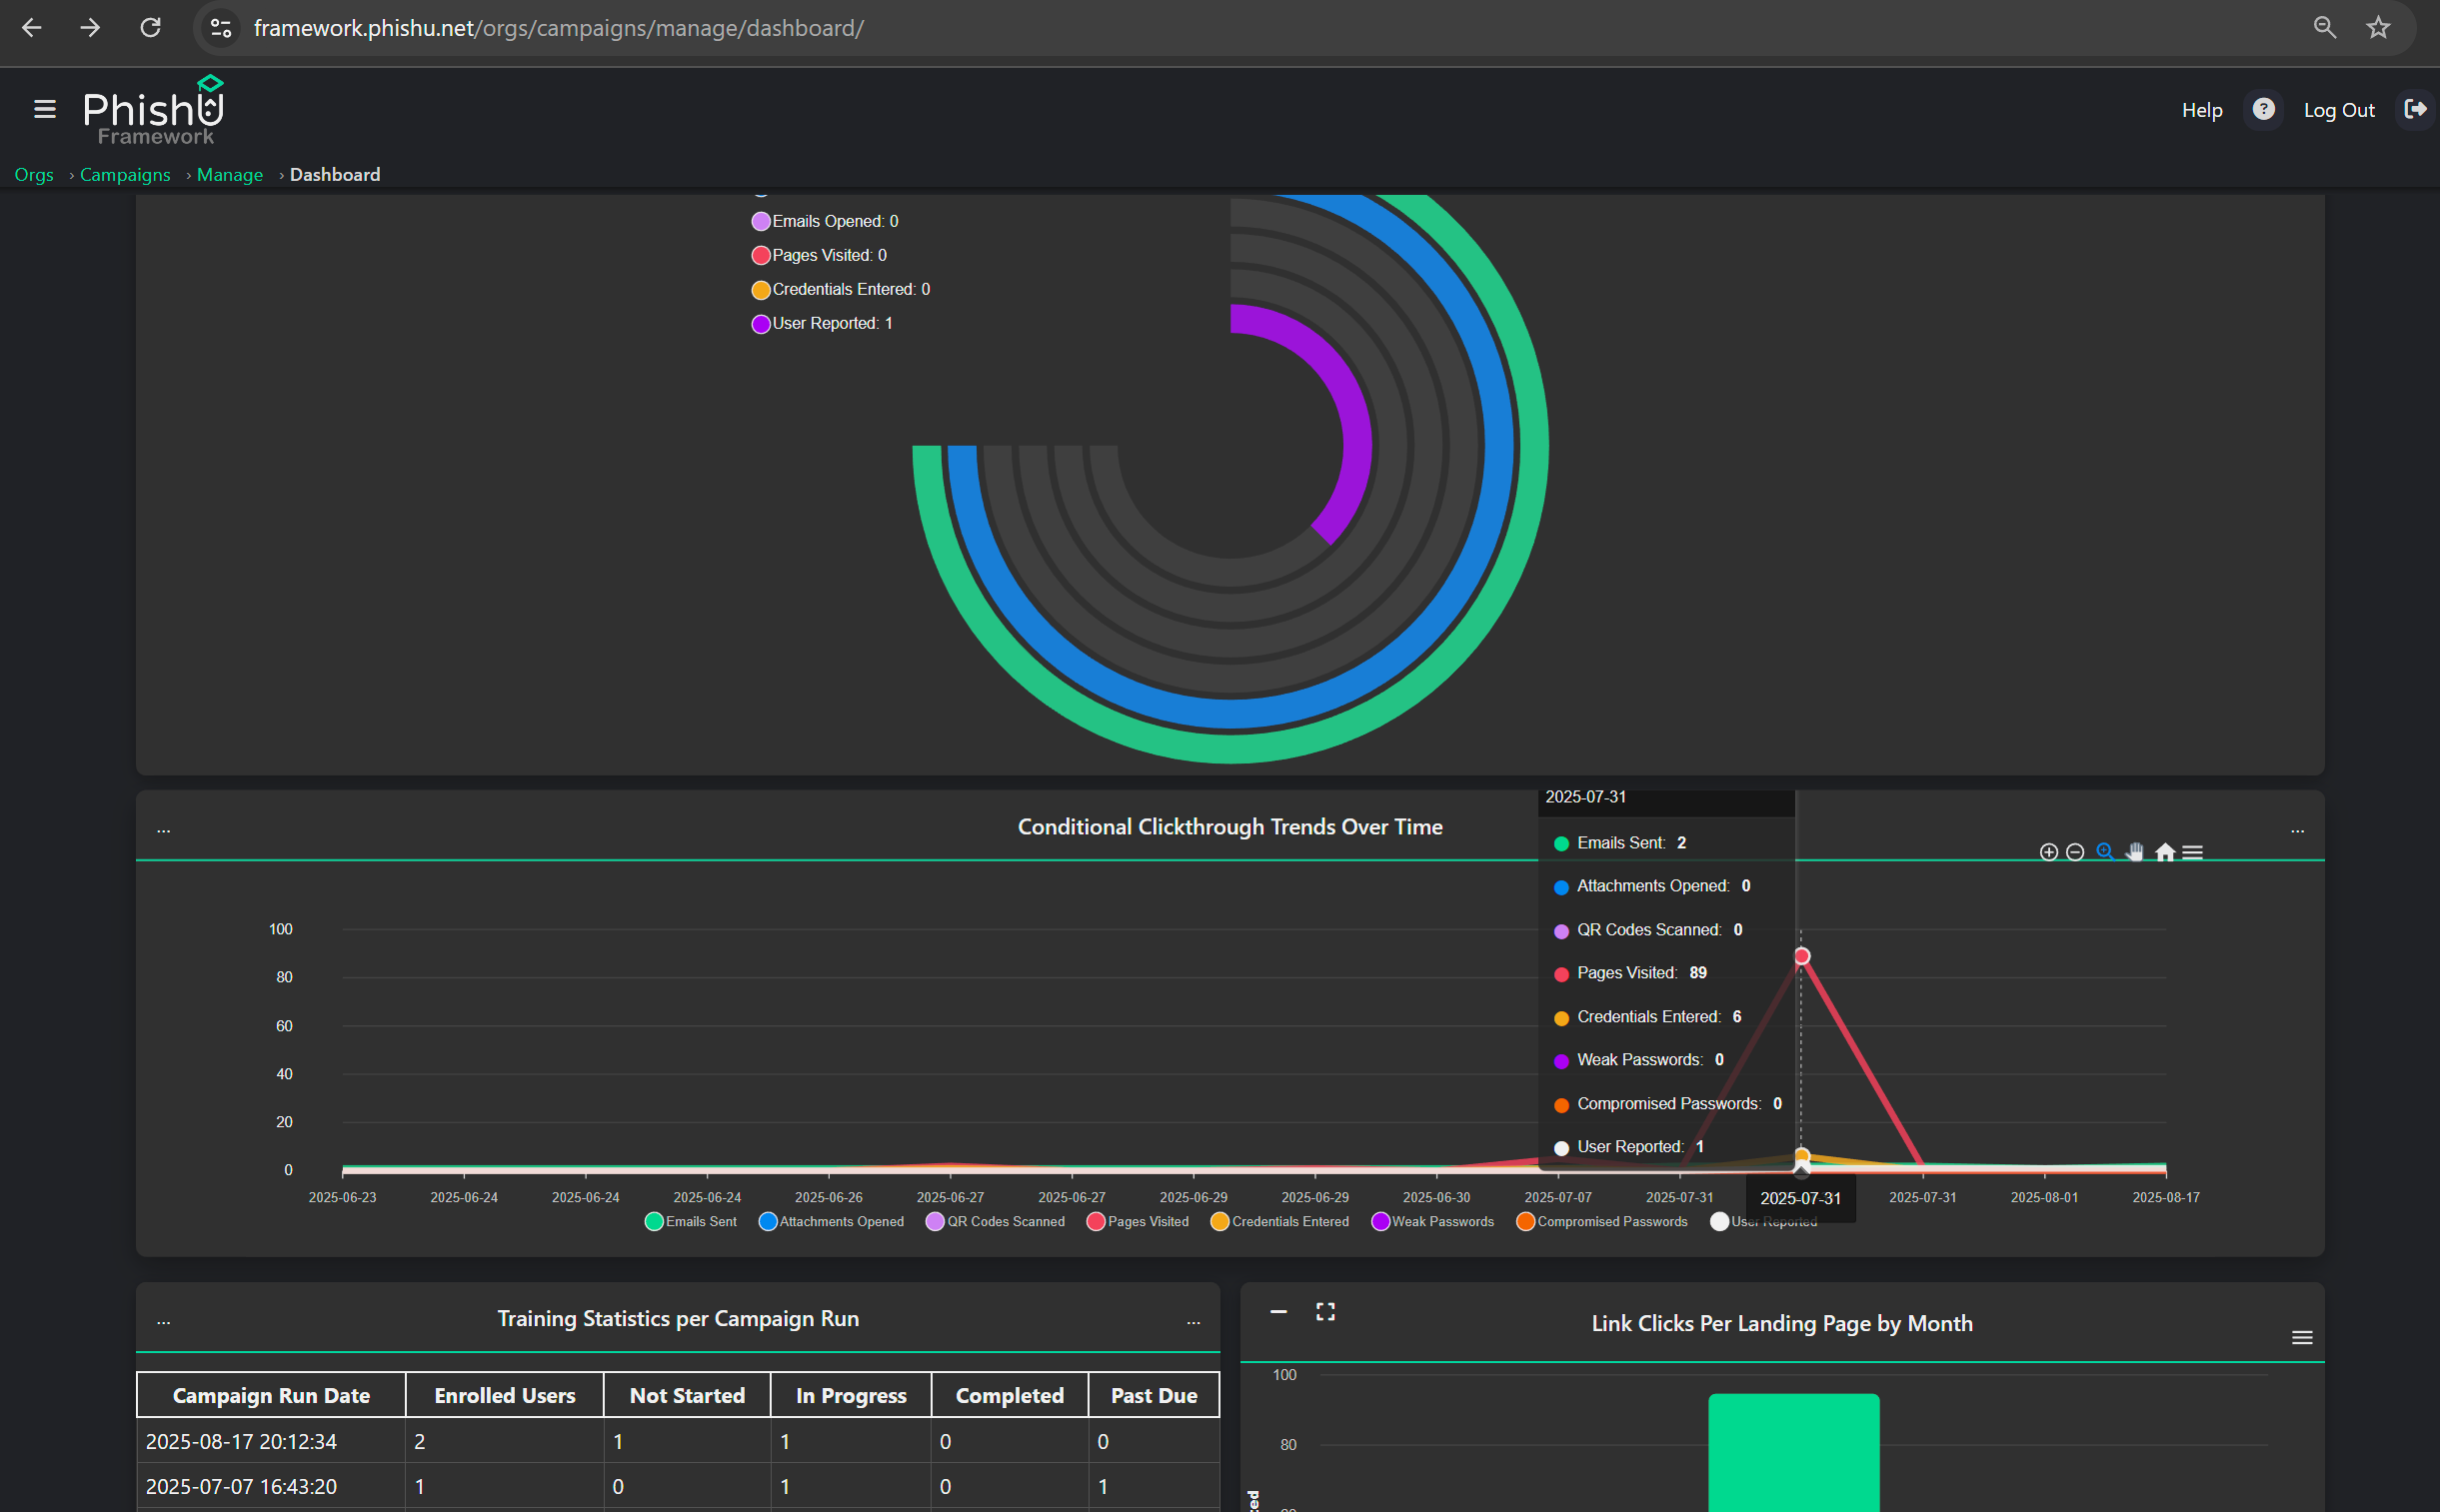 framework.phishu.net/orgs/campaigns/manage/dashboard/
PhishU
Framework
Help
Log Out
Orgs › Campaigns › Manage › Dashboard
Emails Opened: 0
Pages Visited: 0
Credentials Entered: 0
User Reported: 1
...
Conditional Clickthrough Trends Over Time
...
2025-07-31
Emails Sent: 2
Attachments Opened: 0
QR Codes Scanned: 0
Pages Visited: 89
Credentials Entered: 6
Weak Passwords: 0
Compromised Passwords: 0
User Reported: 1
100
80
60
40
20
0
2025-06-23 2025-06-24 2025-06-24 2025-06-24 2025-06-26 2025-06-27 2025-06-27 2025-06-29 2025-06-29 2025-06-30 2025-07-07 2025-07-31 2025-07-31 2025-07-31 2025-08-01 2025-08-17
Emails Sent Attachments Opened QR Codes Scanned Pages Visited Credentials Entered Weak Passwords Compromised Passwords User Reported
...
Training Statistics per Campaign Run
...
Campaign Run Date Enrolled Users Not Started In Progress Completed Past Due
2025-08-17 20:12:34 2 1 1 0 0
2025-07-07 16:43:20 1 0 1 0 1
Link Clicks Per Landing Page by Month
100
80